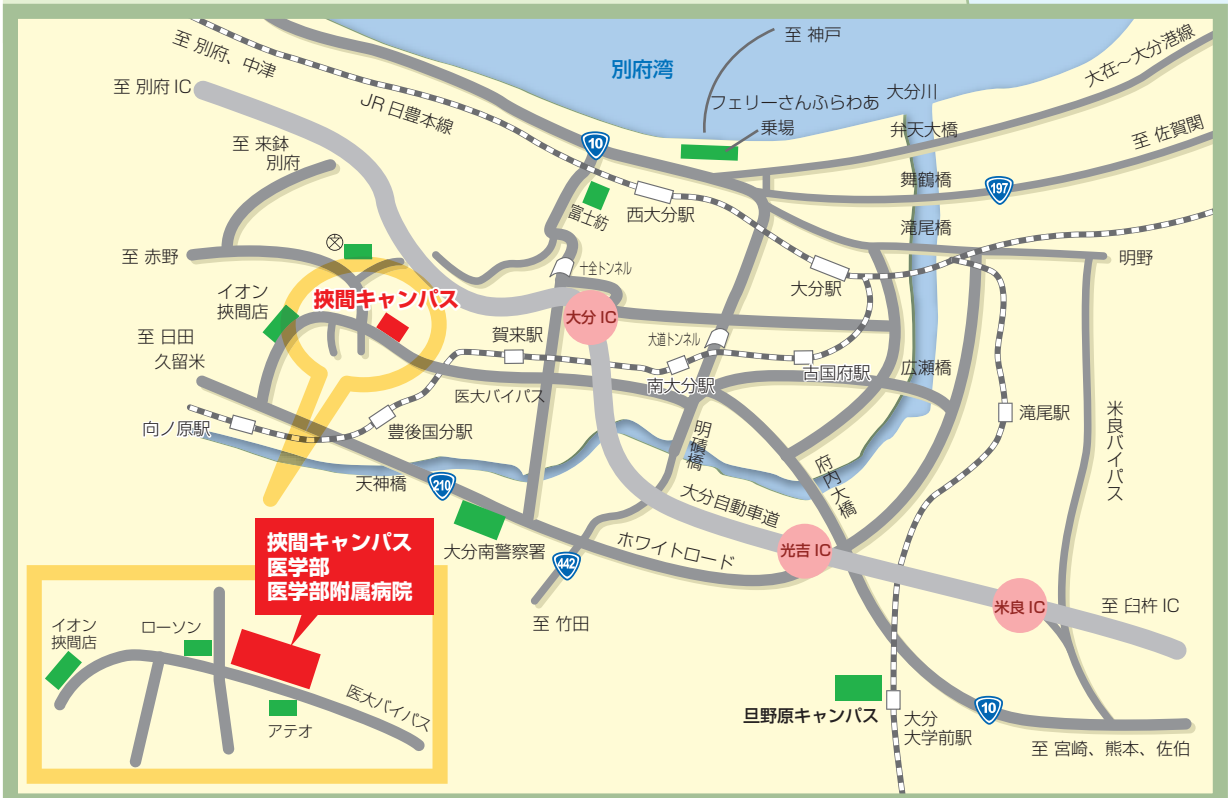 至 別府、中津
至 別府 IC
JR 日豊本線
至 来鉢
別府
至 赤野
至 神戸
別府湾
フェリーさんふらわあ
乗場
大分川
弁天大橋
大在～大分港線
至 佐賀関
舞鶴橋
197
10
富士紡
西大分駅
滝尾橋
明野
十全トンネル
大分駅
イオン
挾間店
挾間キャンパス
大分 IC
賀来駅
大道トンネル
至 日田
久留米
南大分駅
古国府駅
広瀬橋
医大バイパス
向ノ原駅
豊後国分駅
滝尾駅
米良バイパス
明磧橋
府内大橋
天神橋
210
大分自動車道
大分南警察署
442
ホワイトロード
光吉 IC
米良 IC
至 臼杵 IC
至 竹田
挾間キャンパス
医学部
医学部附属病院
イオン
挾間店
ローソン
アテオ
医大バイパス
旦野原キャンパス
大分
大学前駅
10
至 宮崎、熊本、佐伯